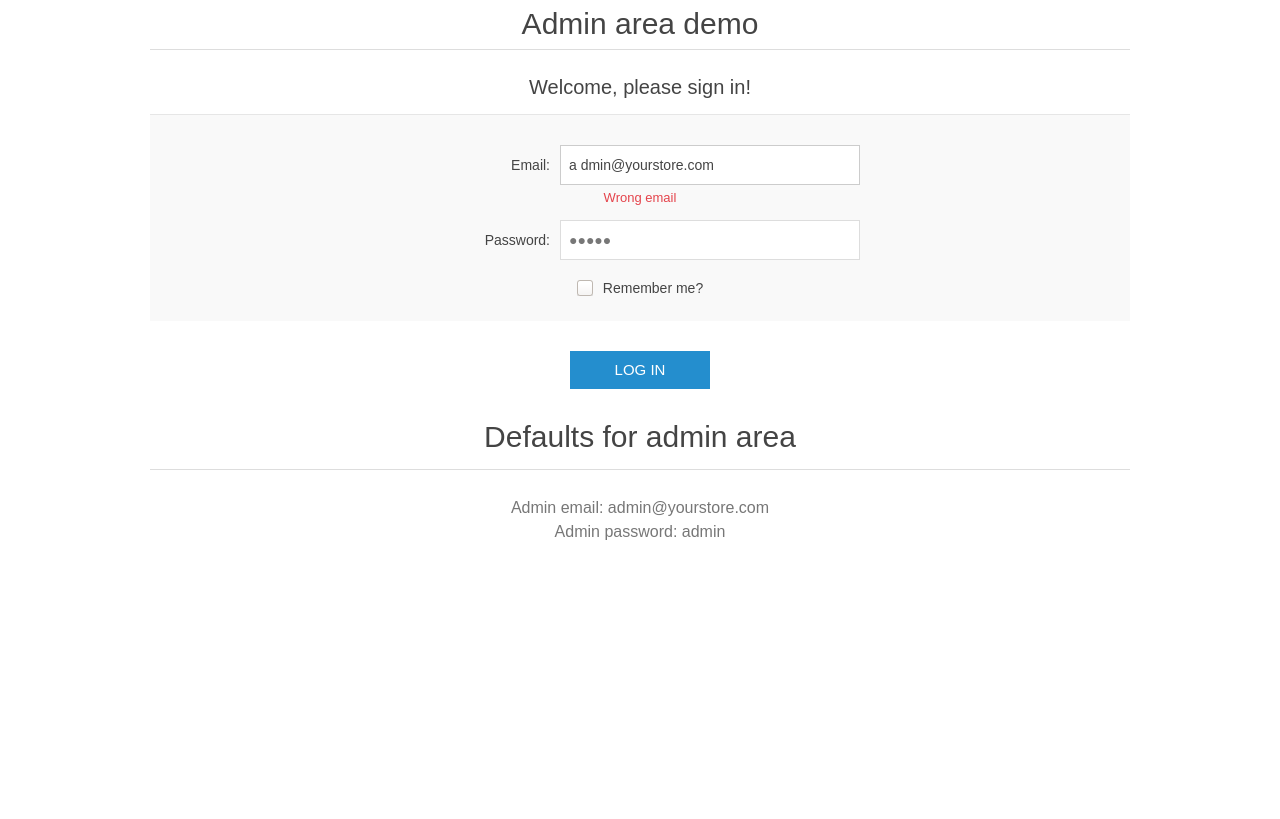 Admin area demo
Welcome, please sign in!
Email: a dmin@yourstore.com
Wrong email
Password: ●●●●●
Remember me?
LOG IN
Defaults for admin area
Admin email: admin@yourstore.com
Admin password: admin